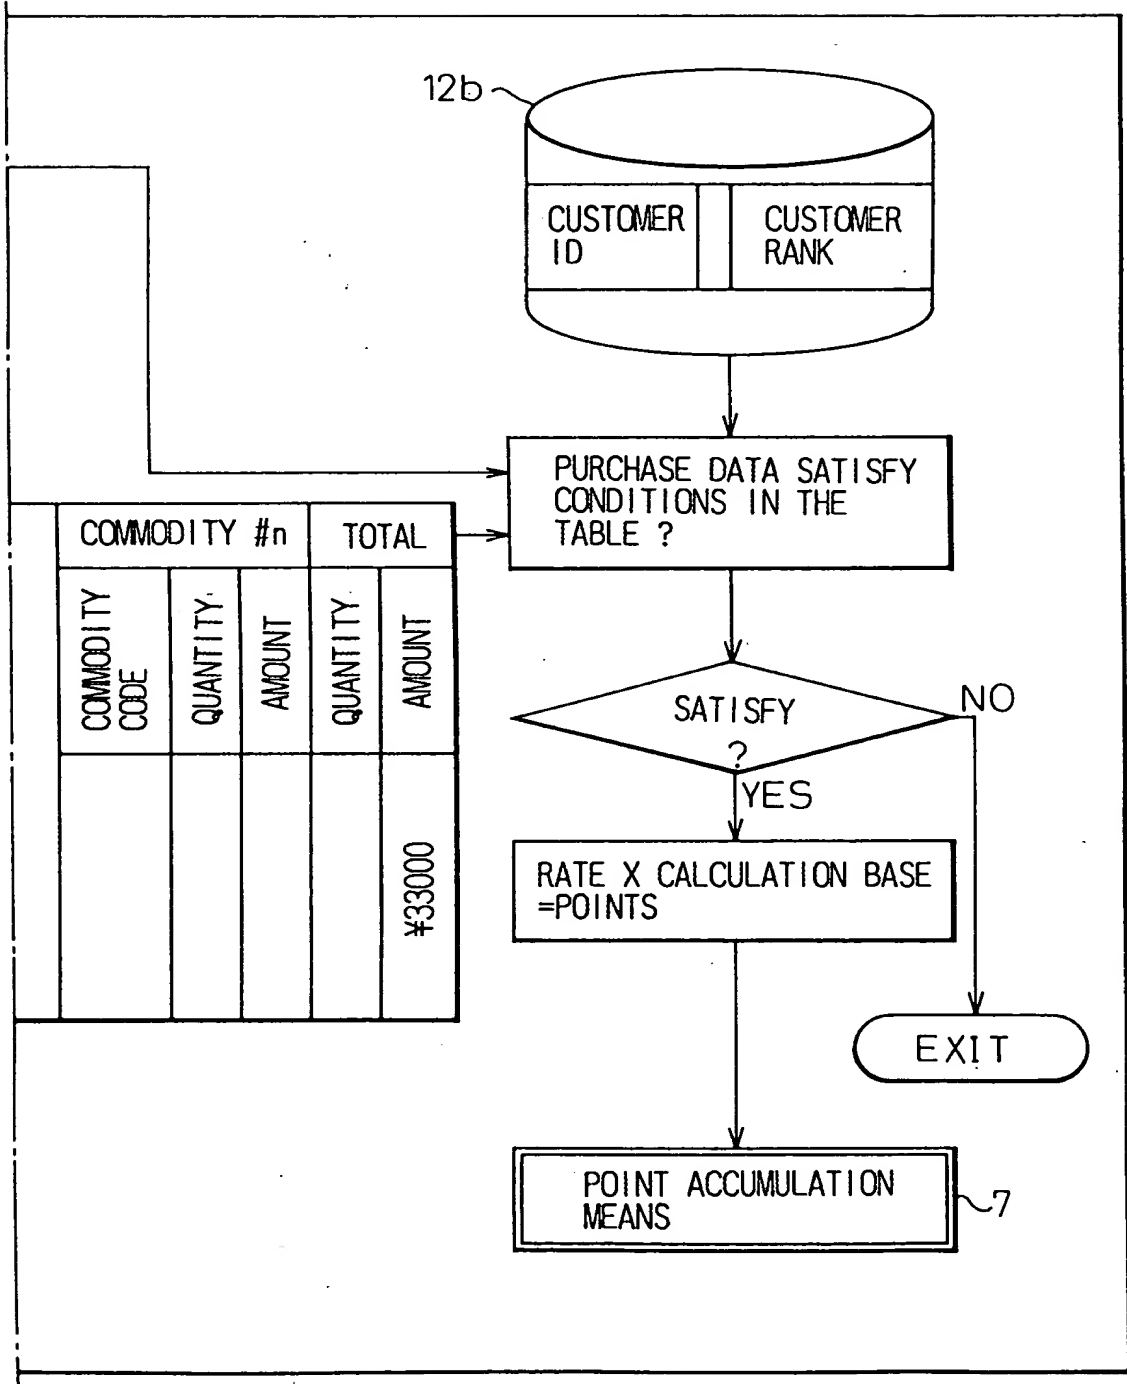 12b
CUSTOMER
ID
CUSTOMER
RANK
PURCHASE DATA SATISFY
CONDITIONS IN THE
TABLE ?
COMMODITY #n
TOTAL
COMMODITY
CODE
QUANTITY
AMOUNT
QUANTITY
AMOUNT
¥33000
SATISFY
?
NO
YES
RATE X CALCULATION BASE
=POINTS
EXIT
POINT ACCUMULATION
MEANS
7